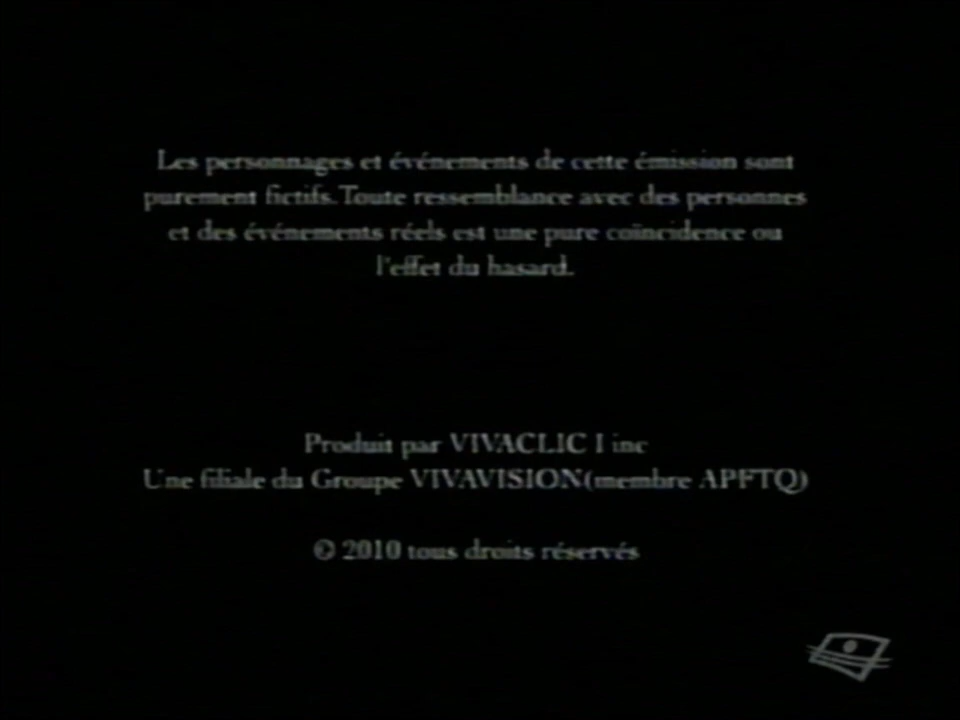 Les personnages et événements de cette émission sont
purement fictifs. Toute ressemblance avec des personnes
et des événements réels est une pure coïncidence ou
l'effet du hasard.
Produit par VIVACLIC I inc
Une filiale du Groupe VIVAVISION(membre APFTQ)
© 2010 tous droits réservés